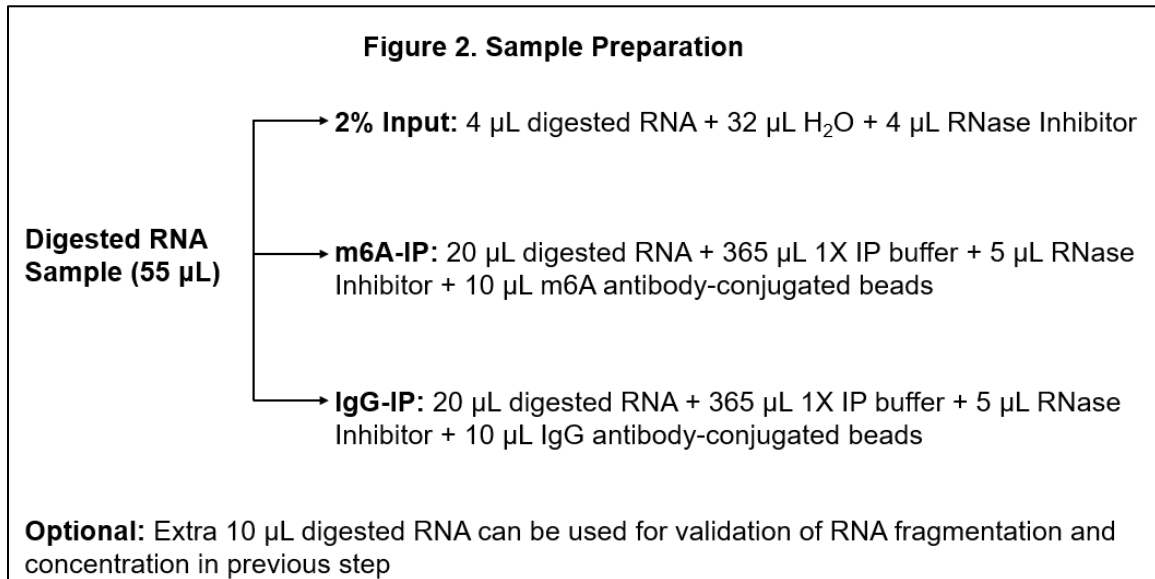 Figure 2. Sample Preparation
2% Input: 4 µL digested RNA + 32 µL H₂O + 4 µL RNase Inhibitor
Digested RNA
Sample (55 µL)
m6A-IP: 20 µL digested RNA + 365 µL 1X IP buffer + 5 µL RNase
Inhibitor + 10 µL m6A antibody-conjugated beads
IgG-IP: 20 µL digested RNA + 365 µL 1X IP buffer + 5 µL RNase
Inhibitor + 10 µL IgG antibody-conjugated beads
Optional: Extra 10 µL digested RNA can be used for validation of RNA fragmentation and
concentration in previous step